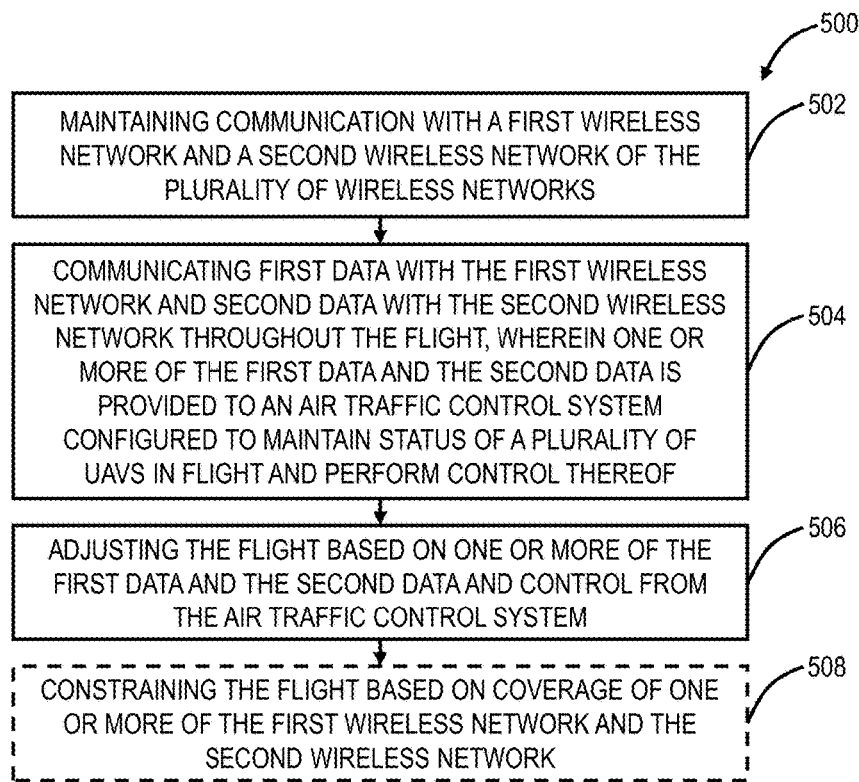 500
MAINTAINING COMMUNICATION WITH A FIRST WIRELESS
NETWORK AND A SECOND WIRELESS NETWORK OF THE
PLURALITY OF WIRELESS NETWORKS
502
COMMUNICATING FIRST DATA WITH THE FIRST WIRELESS
NETWORK AND SECOND DATA WITH THE SECOND WIRELESS
NETWORK THROUGHOUT THE FLIGHT, WHEREIN ONE OR
MORE OF THE FIRST DATA AND THE SECOND DATA IS
PROVIDED TO AN AIR TRAFFIC CONTROL SYSTEM
CONFIGURED TO MAINTAIN STATUS OF A PLURALITY OF
UAVS IN FLIGHT AND PERFORM CONTROL THEREOF
504
ADJUSTING THE FLIGHT BASED ON ONE OR MORE OF THE
FIRST DATA AND THE SECOND DATA AND CONTROL FROM
THE AIR TRAFFIC CONTROL SYSTEM
506
CONSTRAINING THE FLIGHT BASED ON COVERAGE OF ONE
OR MORE OF THE FIRST WIRELESS NETWORK AND THE
SECOND WIRELESS NETWORK
508